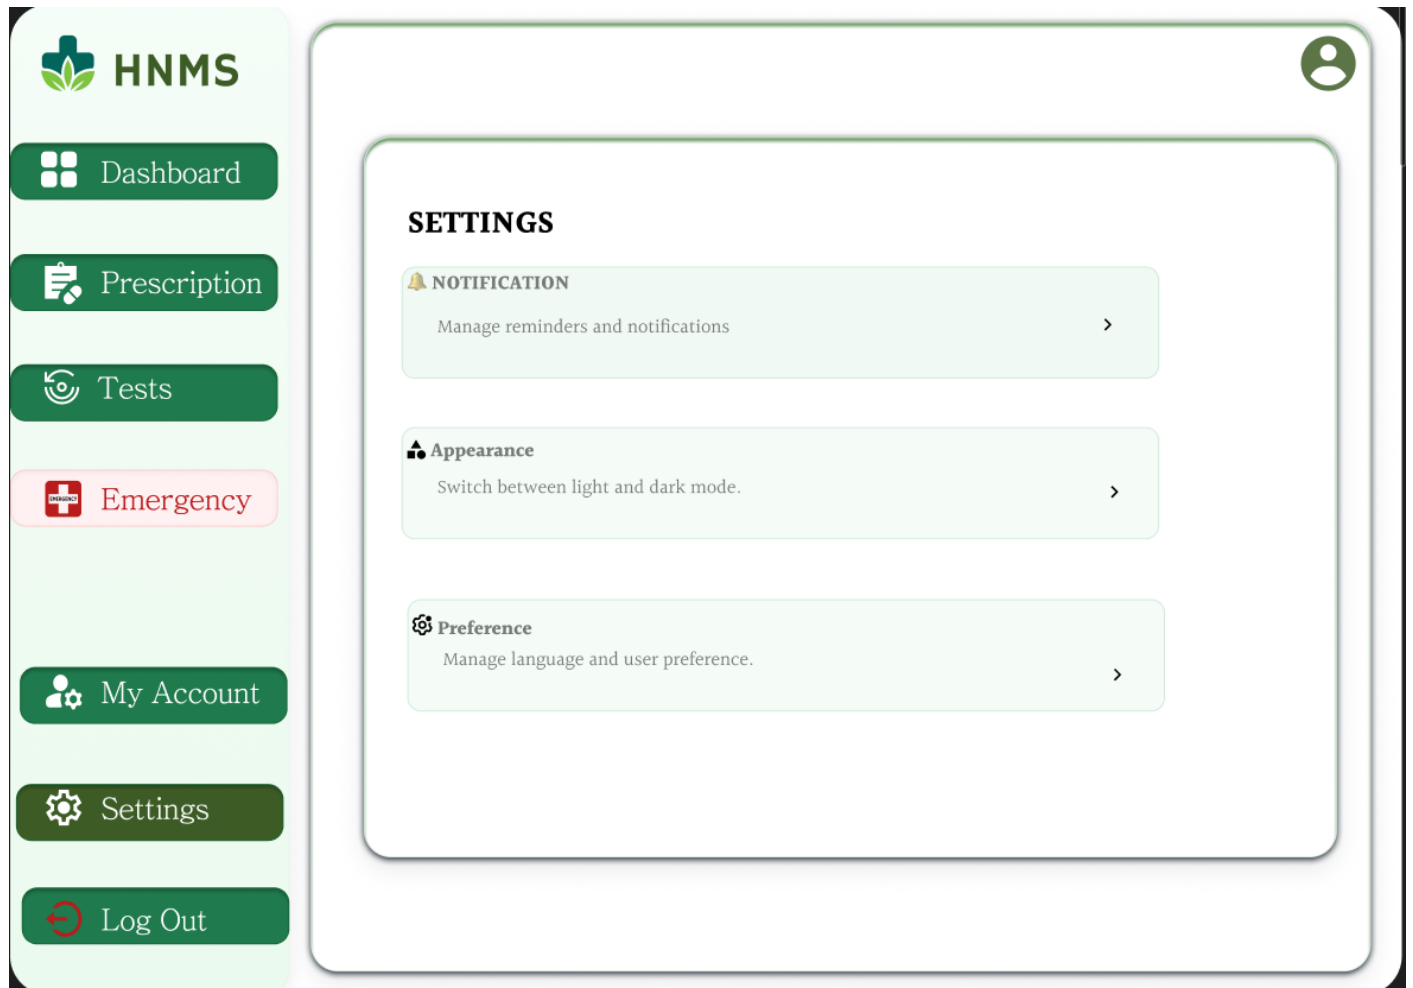 HNMS
Dashboard
Prescription
Tests
EMERGENCY
Emergency
My Account
Settings
Log Out
SETTINGS
NOTIFICATION
Manage reminders and notifications
Appearance
Switch between light and dark mode.
Preference
Manage language and user preference.